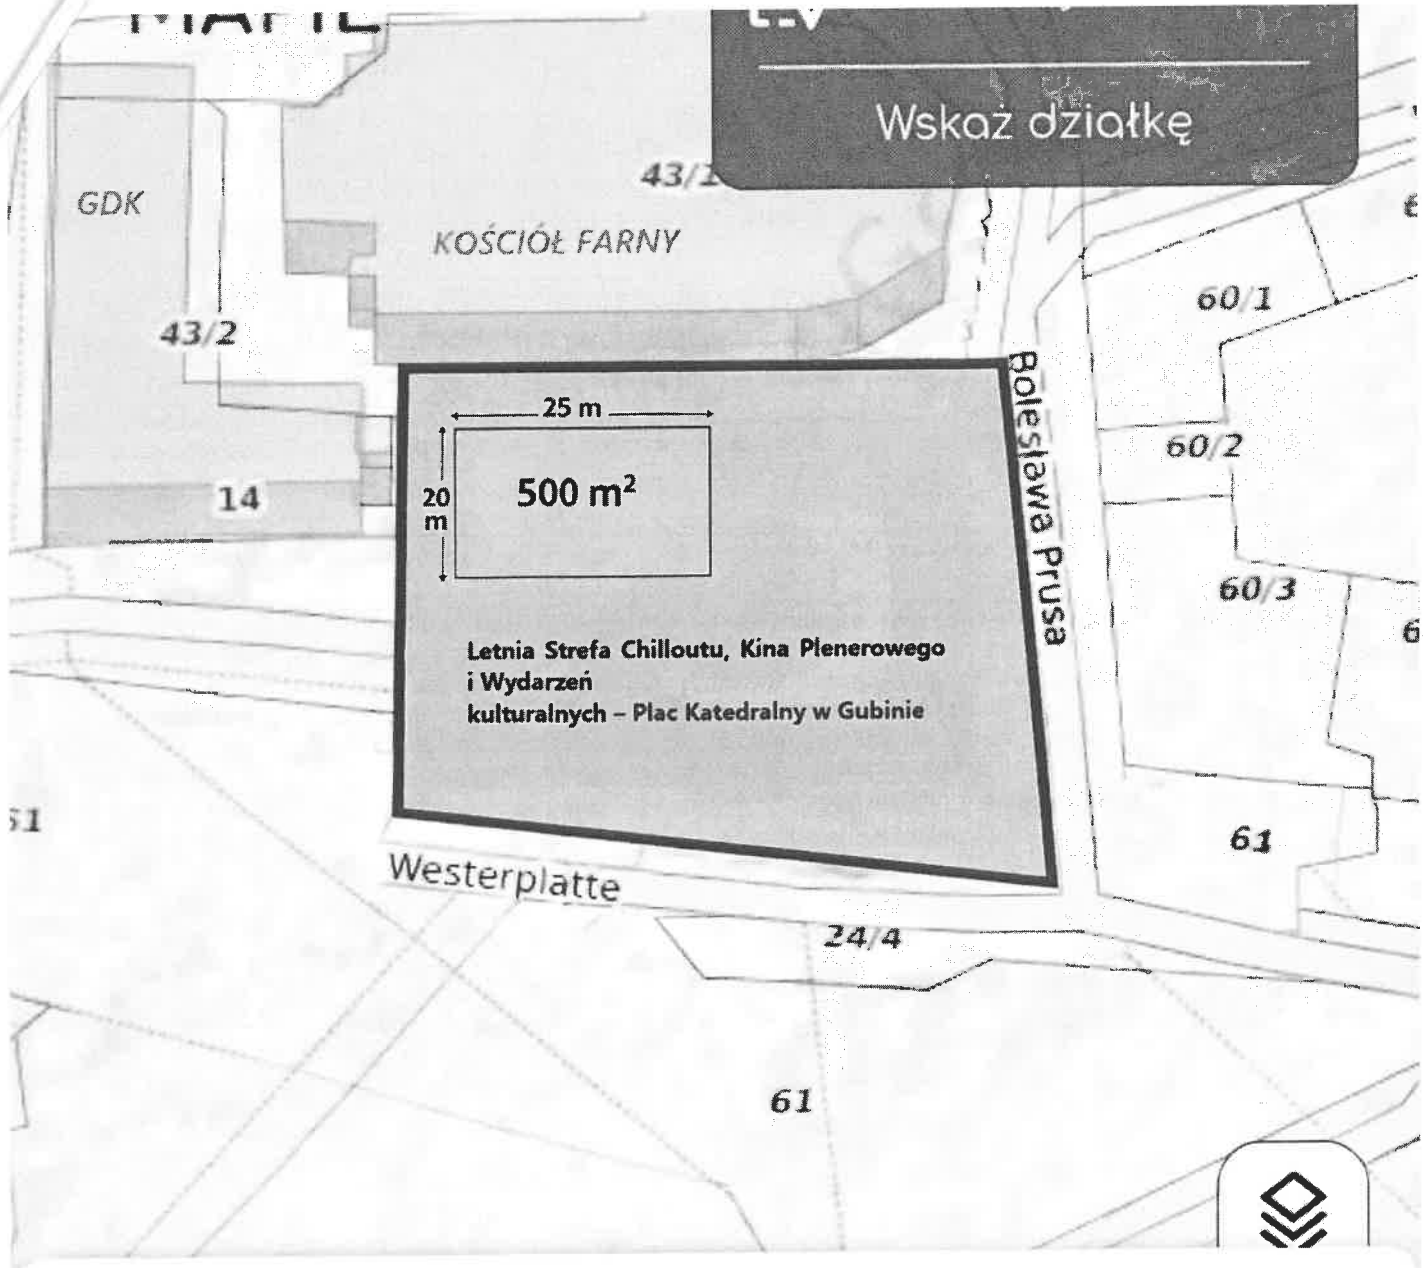 Wskaż działkę
43/1
GDK
KOŚCIÓŁ FARNY
60/1
43/2
25 m
Bolesława Prusa
60/2
20
m
500 m²
14
60/3
Letnia Strefa Chilloutu, Kina Plenerowego
i Wydarzeń
kulturalnych – Plac Katedralny w Gubinie
61
Westerplatte
24/4
61